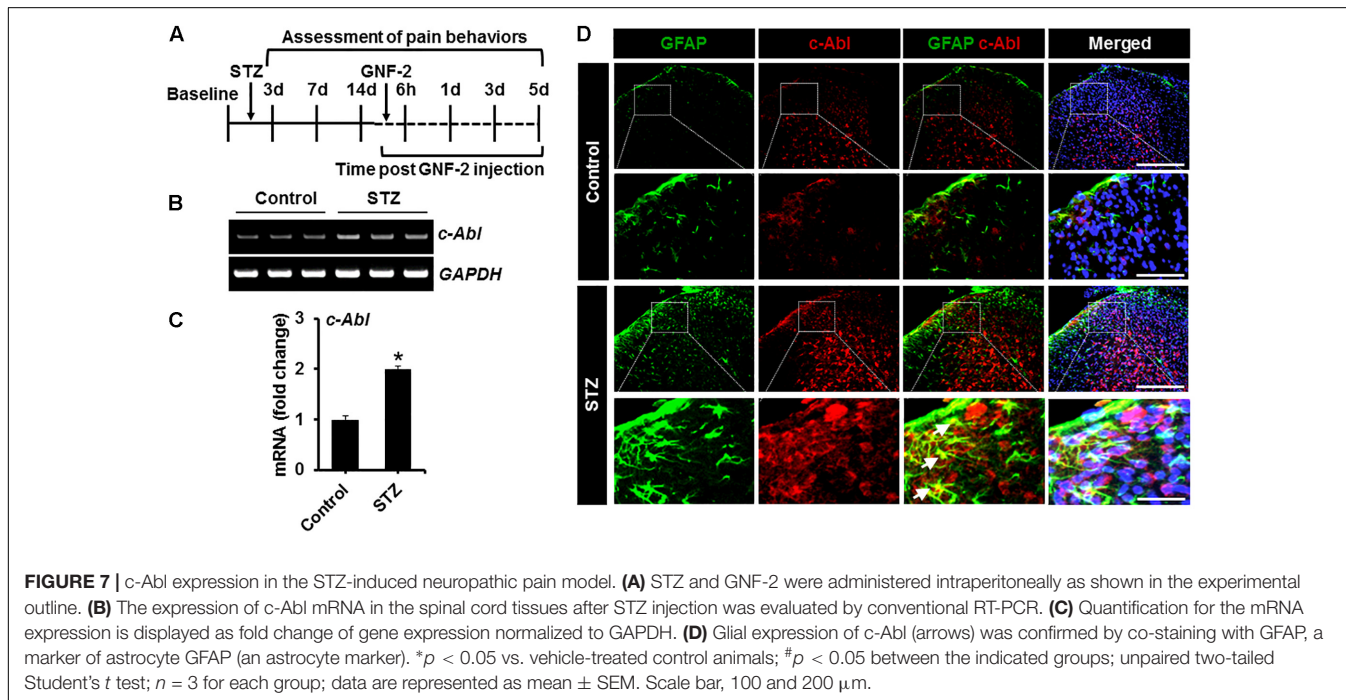 A
Assessment of pain behaviors
STZ GNF-2
Baseline 3d 7d 14d 6h 1d 3d 5d
Time post GNF-2 injection
B
Control STZ
c-Abl
GAPDH
C
c-Abl
mRNA (fold change)
3
2
1
0
*
Control
STZ
D
GFAP c-Abl GFAP c-Abl Merged
Control
STZ
FIGURE 7 | c-Abl expression in the STZ-induced neuropathic pain model. (A) STZ and GNF-2 were administered intraperitoneally as shown in the experimental
outline. (B) The expression of c-Abl mRNA in the spinal cord tissues after STZ injection was evaluated by conventional RT-PCR. (C) Quantification for the mRNA
expression is displayed as fold change of gene expression normalized to GAPDH. (D) Glial expression of c-Abl (arrows) was confirmed by co-staining with GFAP, a
marker of astrocyte GFAP (an astrocyte marker). *p < 0.05 vs. vehicle-treated control animals; #p < 0.05 between the indicated groups; unpaired two-tailed
Student's t test; n = 3 for each group; data are represented as mean ± SEM. Scale bar, 100 and 200 μm.